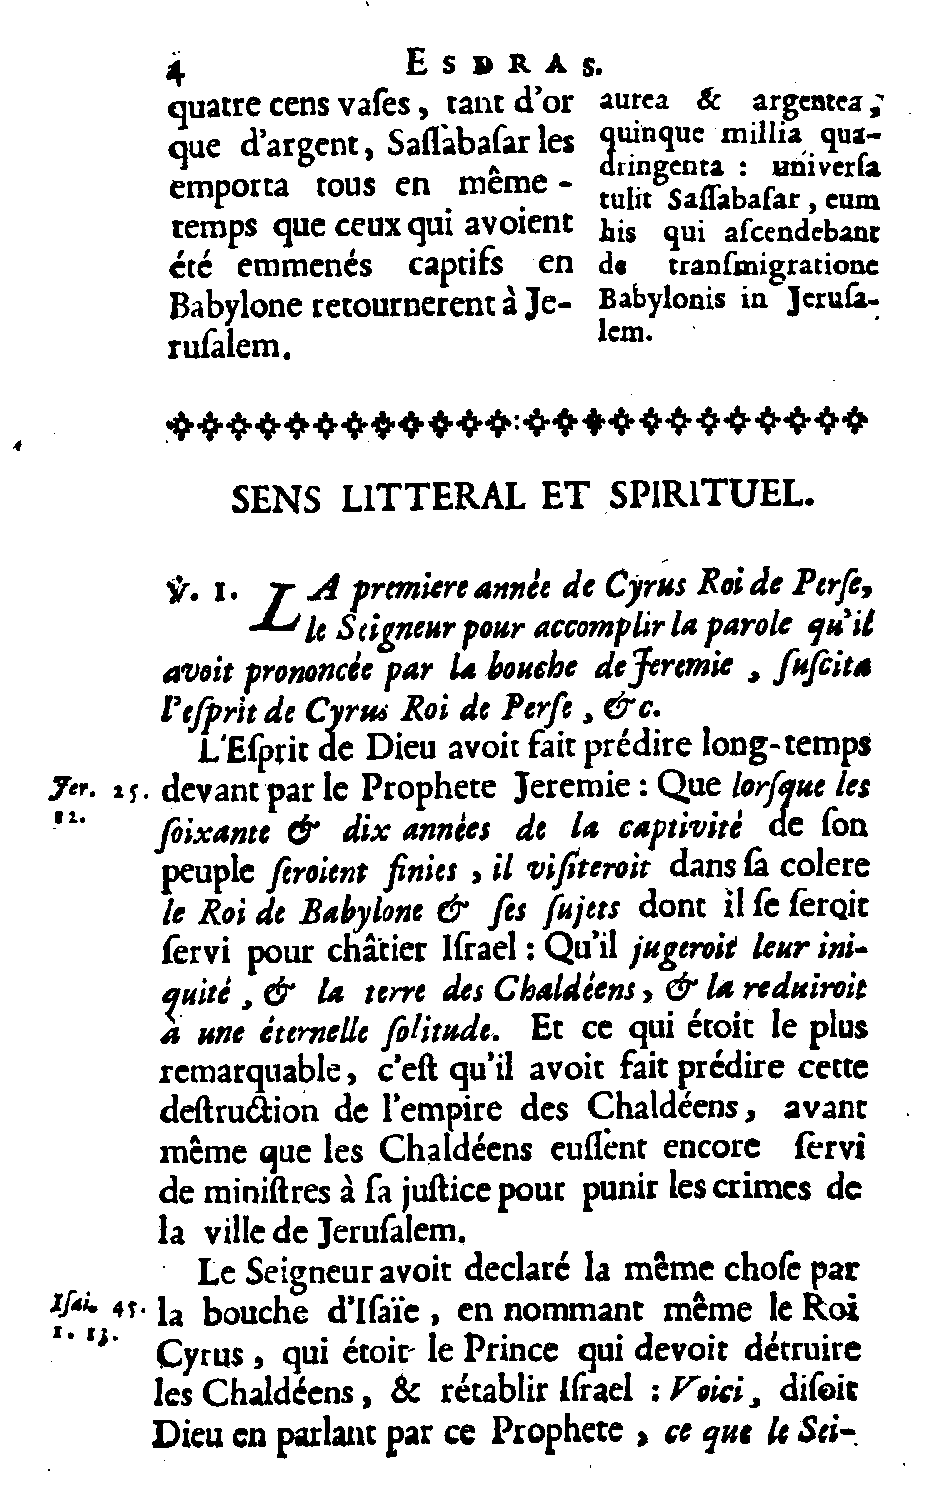 4 ESDRAS.
quatre cens vaſes, tant d'or
que d'argent, Saſſabaſar les
emporta tous en même-
temps que ceux qui avoient
été emmenés captifs en
Babylone retournerent à Je-
ruſalem.
aurea & argentea,
quinque millia qua-
dringenta : univerſa
tulit Saſſabaſar, cum
his qui aſcendebant
de tranſmigratione
Babylonis in Jeruſa-
lem.
SENS LITTERAL ET SPIRITUEL.
℣. 1. LA premiere année de Cyrus Roi de Perſe,
le Seigneur pour accomplir la parole qu'il
avoit prononcée par la bouche de Jeremie, ſuſcita
l'eſprit de Cyrus Roi de Perſe, &c.
L'Eſprit de Dieu avoit fait prédire long-temps
Jer. 25. devant par le Prophete Jeremie : Que lorſque les
12. ſoixante & dix années de la captivité de ſon
peuple ſeroient finies, il viſiteroit dans ſa colere
le Roi de Babylone & ſes ſujets dont il ſe ſeroit
ſervi pour châtier Iſrael : Qu'il jugeroit leur ini-
quité, & la terre des Chaldéens, & la reduiroit
à une éternelle ſolitude. Et ce qui étoit le plus
remarquable, c'eſt qu'il avoit fait prédire cette
deſtruction de l'empire des Chaldéens, avant
même que les Chaldéens euſſent encore ſervi
de miniſtres à ſa juſtice pour punir les crimes de
la ville de Jeruſalem.
Le Seigneur avoit declaré la même choſe par
Iſai. 45. la bouche d'Iſaïe, en nommant même le Roi
1. 13. Cyrus, qui étoit le Prince qui devoit détruire
les Chaldéens, & rétablir Iſrael : Voici, diſoit
Dieu en parlant par ce Prophete, ce que le Sei-